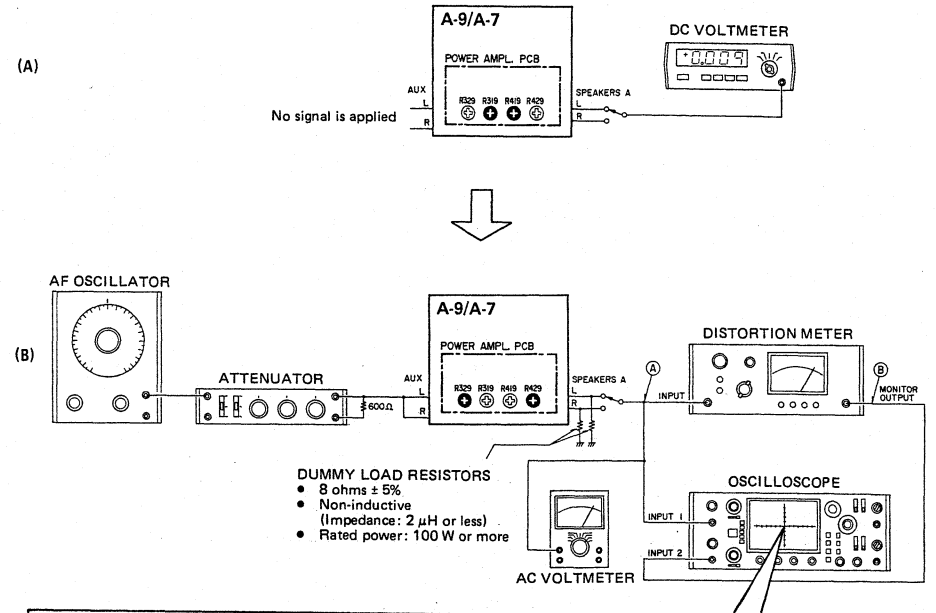 (A)
A-9/A-7
POWER AMPL. PCB
R329 R319 R419 R429
AUX
L
R
No signal is applied
SPEAKERS A
L
R
DC VOLTMETER
+0.009
(B)
AF OSCILLATOR
ATTENUATOR
600Ω
AUX
L
R
A-9/A-7
POWER AMPL. PCB
R329 R319 R419 R429
SPEAKERS A
L
R
DUMMY LOAD RESISTORS
• 8 ohms ± 5%
• Non-inductive
(Impedance: 2 μH or less)
• Rated power: 100 W or more
A
DISTORTION METER
INPUT
B
MONITOR
OUTPUT
AC VOLTMETER
OSCILLOSCOPE
INPUT 1
INPUT 2